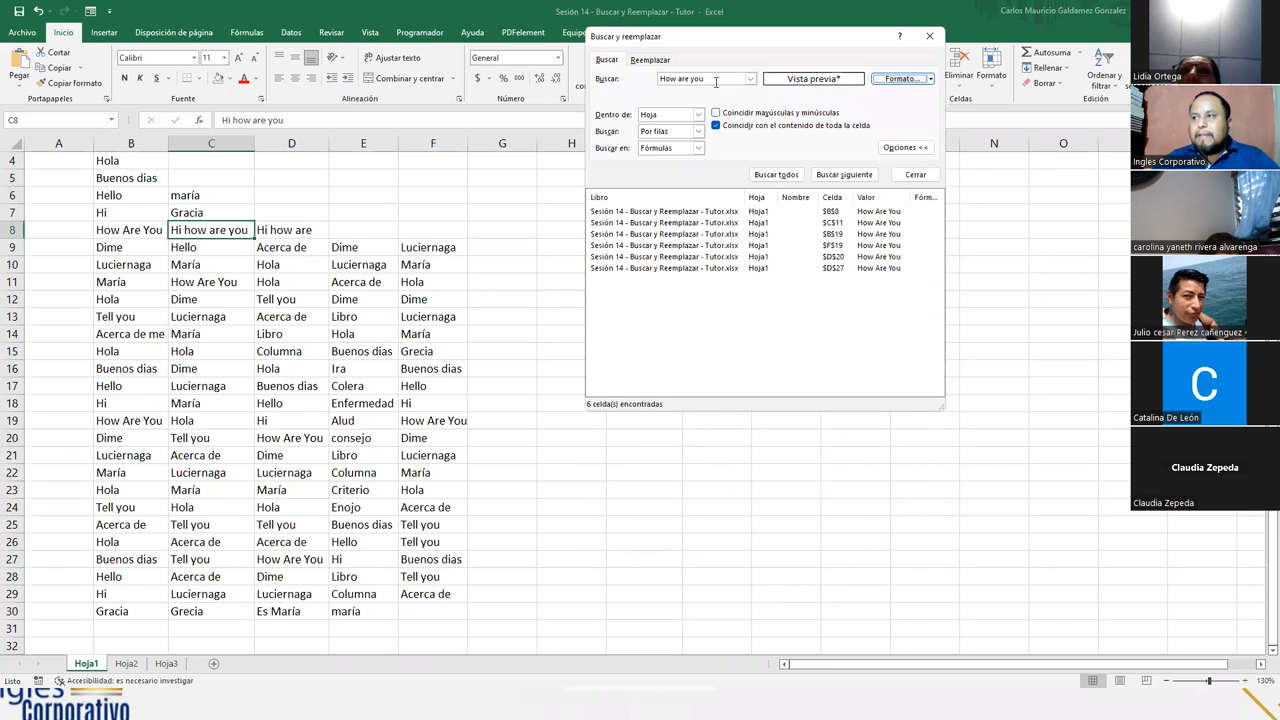 Sesión 14 - Buscar y Reemplazar - Tutor - Excel
Carlos Mauricio Galdamez Gonzalez
Archivo Inicio Insertar Disposición de página Fórmulas Datos Revisar Vista Programador Ayuda PDFelement
Pegar
Cortar
Copiar
Copiar formato
Portapapeles
Calibri
Fuente
Alineación
General
Celdas
Formato
Autosuma
Rellenar
Borrar
Buscar y reemplazar
Buscar Reemplazar
Buscar: How are you Vista previa* Formato...
Dentro de: Hoja
Buscar: Por filas
Buscar en: Fórmulas
Coincidir mayúsculas y minúsculas
Coincidir con el contenido de toda la celda
Opciones <<
Buscar todos Buscar siguiente Cerrar
Libro Hoja Nombre Celda Valor Fórm...
Sesión 14 - Buscar y Reemplazar - Tutor.xlsx Hoja1 $B$8 How Are You
Sesión 14 - Buscar y Reemplazar - Tutor.xlsx Hoja1 $C$11 How Are You
Sesión 14 - Buscar y Reemplazar - Tutor.xlsx Hoja1 $B$19 How Are You
Sesión 14 - Buscar y Reemplazar - Tutor.xlsx Hoja1 $F$19 How Are You
Sesión 14 - Buscar y Reemplazar - Tutor.xlsx Hoja1 $D$20 How Are You
Sesión 14 - Buscar y Reemplazar - Tutor.xlsx Hoja1 $D$27 How Are You
6 celda(s) encontradas
C8 Hi how are you
A B C D E F G H N O
4 Hola
5 Buenos dias
6 Hello maría
7 Hi Gracia
8 How Are You Hi how are you Hi how are
9 Dime Hello Acerca de Dime Luciernaga
10 Luciernaga María Hola Luciernaga María
11 María How Are You Hola Acerca de Hola
12 Hola Dime Tell you Dime Dime
13 Tell you Luciernaga Acerca de Libro Luciernaga
14 Acerca de me María Libro Hola María
15 Hola Hola Columna Buenos dias Grecia
16 Buenos dias Dime Hola Ira Buenos dias
17 Hello Luciernaga Buenos dias Colera Hello
18 Hi María Hello Enfermedad Hi
19 How Are You Hola Hi Alud How Are You
20 Dime Tell you How Are You consejo Dime
21 Luciernaga Acerca de Dime Libro Luciernaga
22 María Luciernaga Luciernaga Columna María
23 Hola María María Criterio Hola
24 Tell you Hola Hola Enojo Acerca de
25 Acerca de Tell you Tell you Buenos dias Tell you
26 Hola Acerca de Acerca de Hello Tell you
27 Buenos dias Tell you How Are You Hi Buenos dias
28 Hello Acerca de Dime Libro Tell you
29 Hi Luciernaga Luciernaga Columna Acerca de
30 Gracia Grecia Es María maría
31
32
Hoja1 Hoja2 Hoja3
Listo Accesibilidad: es necesario investigar
130%
Corporativo
Lidia Ortega
Ingles Corporativo
carolina yaneth rivera alvarenga
Julio cesar Perez cañenguez
C
Catalina De León
Claudia Zepeda
Claudia Zepeda